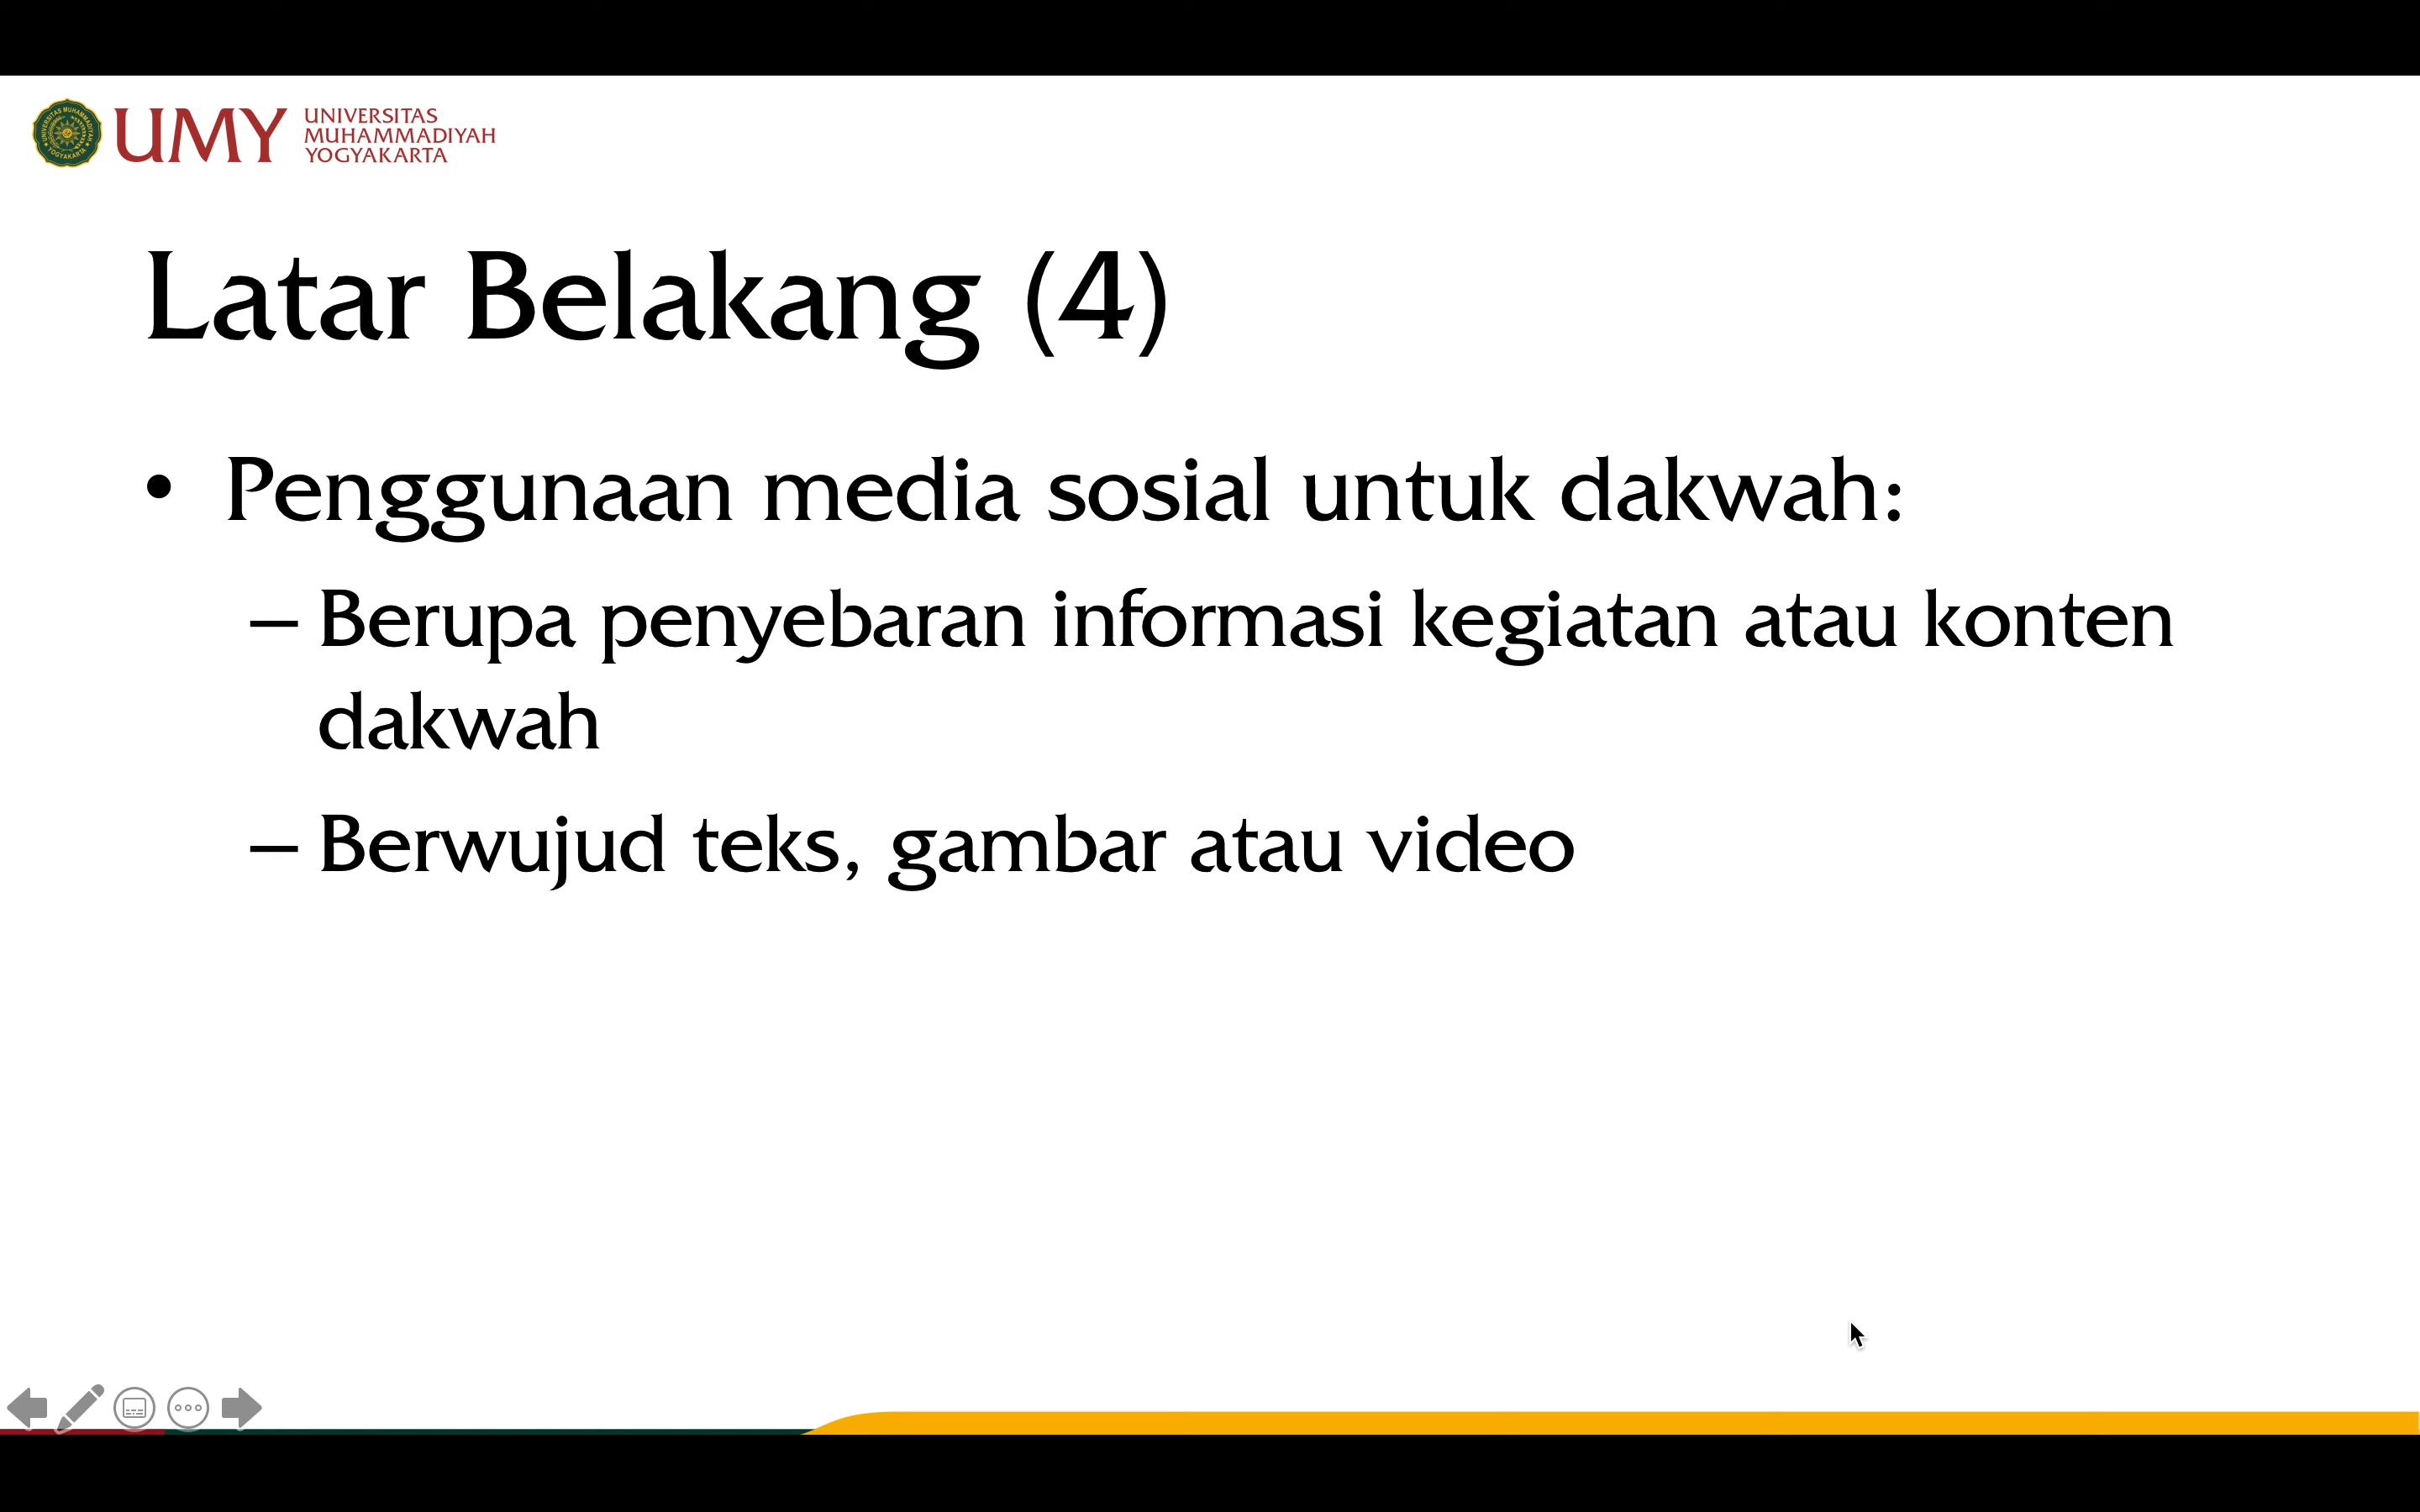 UMY
UNIVERSITAS
MUHAMMADIYAH
YOGYAKARTA
Latar Belakang (4)
• Penggunaan media sosial untuk dakwah:
– Berupa penyebaran informasi kegiatan atau konten
dakwah
– Berwujud teks, gambar atau video